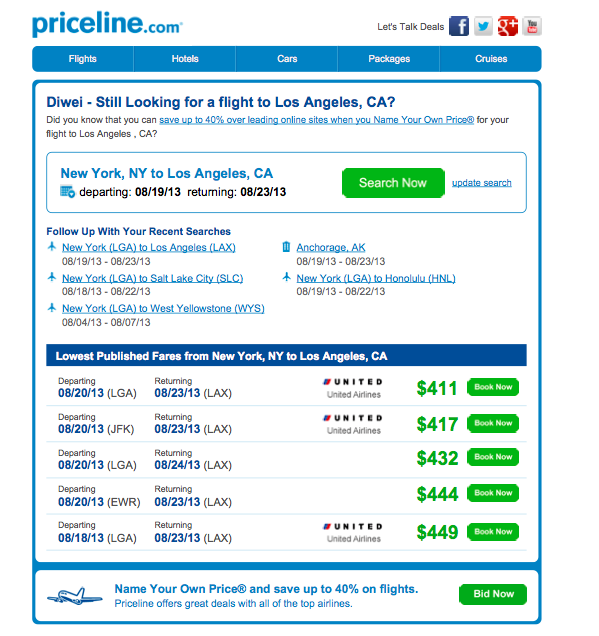 priceline.com®
Let's Talk Deals
Flights Hotels Cars Packages Cruises
Diwei - Still Looking for a flight to Los Angeles, CA?
Did you know that you can save up to 40% over leading online sites when you Name Your Own Price® for your
flight to Los Angeles , CA?
New York, NY to Los Angeles, CA
departing: 08/19/13 returning: 08/23/13
Search Now
update search
Follow Up With Your Recent Searches
New York (LGA) to Los Angeles (LAX)
08/19/13 - 08/23/13
Anchorage, AK
08/19/13 - 08/23/13
New York (LGA) to Salt Lake City (SLC)
08/18/13 - 08/22/13
New York (LGA) to Honolulu (HNL)
08/19/13 - 08/22/13
New York (LGA) to West Yellowstone (WYS)
08/04/13 - 08/07/13
Lowest Published Fares from New York, NY to Los Angeles, CA
Departing Returning UNITED
08/20/13 (LGA) 08/23/13 (LAX) United Airlines $411 Book Now
Departing Returning UNITED
08/20/13 (JFK) 08/23/13 (LAX) United Airlines $417 Book Now
Departing Returning
08/20/13 (LGA) 08/24/13 (LAX) $432 Book Now
Departing Returning
08/20/13 (EWR) 08/23/13 (LAX) $444 Book Now
Departing Returning UNITED
08/18/13 (LGA) 08/23/13 (LAX) United Airlines $449 Book Now
Name Your Own Price® and save up to 40% on flights.
Priceline offers great deals with all of the top airlines.
Bid Now